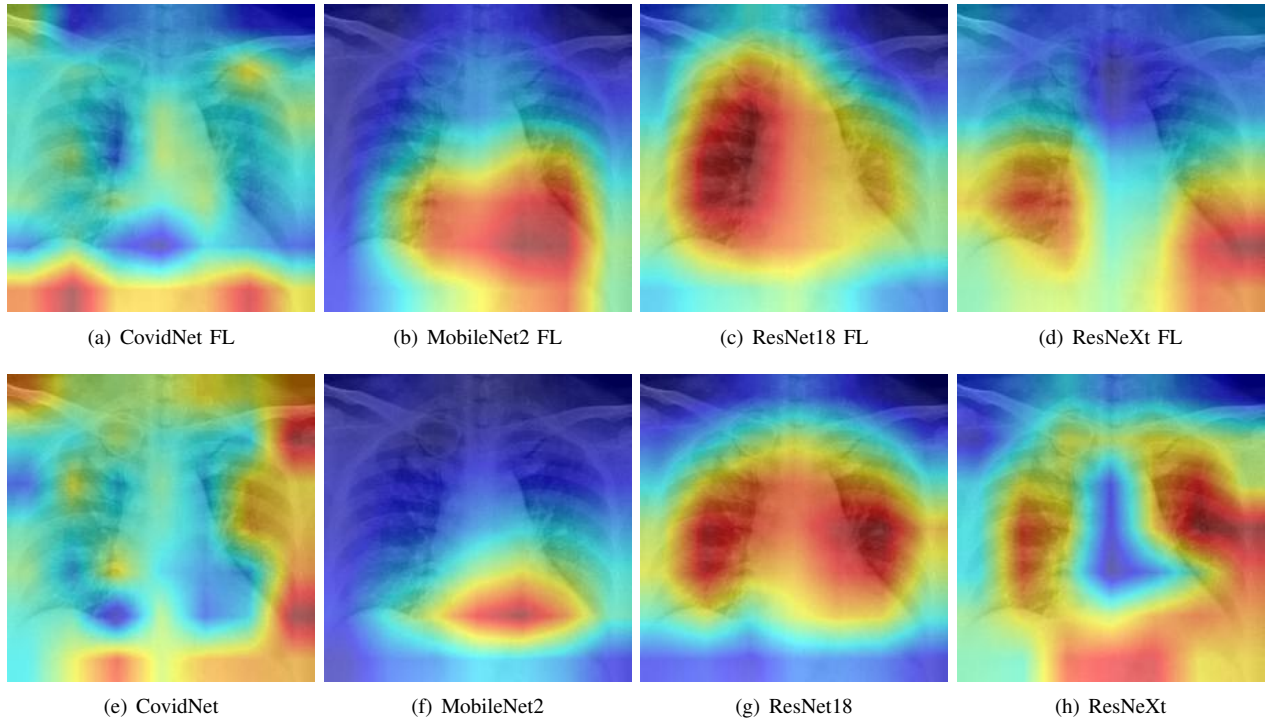 (a) CovidNet FL
(b) MobileNet2 FL
(c) ResNet18 FL
(d) ResNeXt FL
(e) CovidNet
(f) MobileNet2
(g) ResNet18
(h) ResNeXt